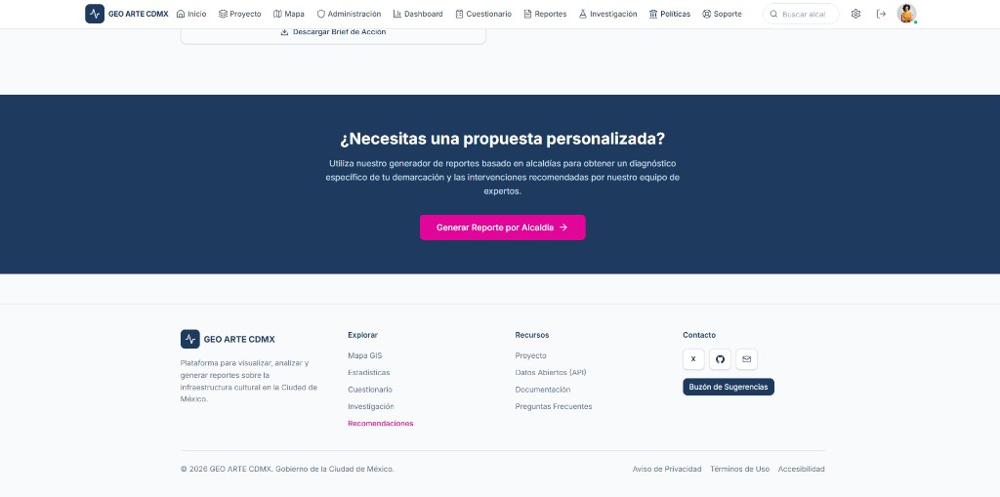 GEO ARTE CDMX Inicio Proyecto Mapa Administración Dashboard Cuestionario Reportes Investigación Políticas Soporte Buscar alcal
Descargar Brief de Acción
¿Necesitas una propuesta personalizada?
Utiliza nuestro generador de reportes basado en alcaldías para obtener un diagnóstico
específico de tu demarcación y las intervenciones recomendadas por nuestro equipo de
expertos.
Generar Reporte por Alcaldía
GEO ARTE CDMX
Plataforma para visualizar, analizar y
generar reportes sobre la
infraestructura cultural en la Ciudad de
México.
Explorar
Mapa GIS
Estadísticas
Cuestionario
Investigación
Recomendaciones
Recursos
Proyecto
Datos Abiertos (API)
Documentación
Preguntas Frecuentes
Contacto
X
Buzón de Sugerencias
© 2026 GEO ARTE CDMX. Gobierno de la Ciudad de México.
Aviso de Privacidad Términos de Uso Accesibilidad